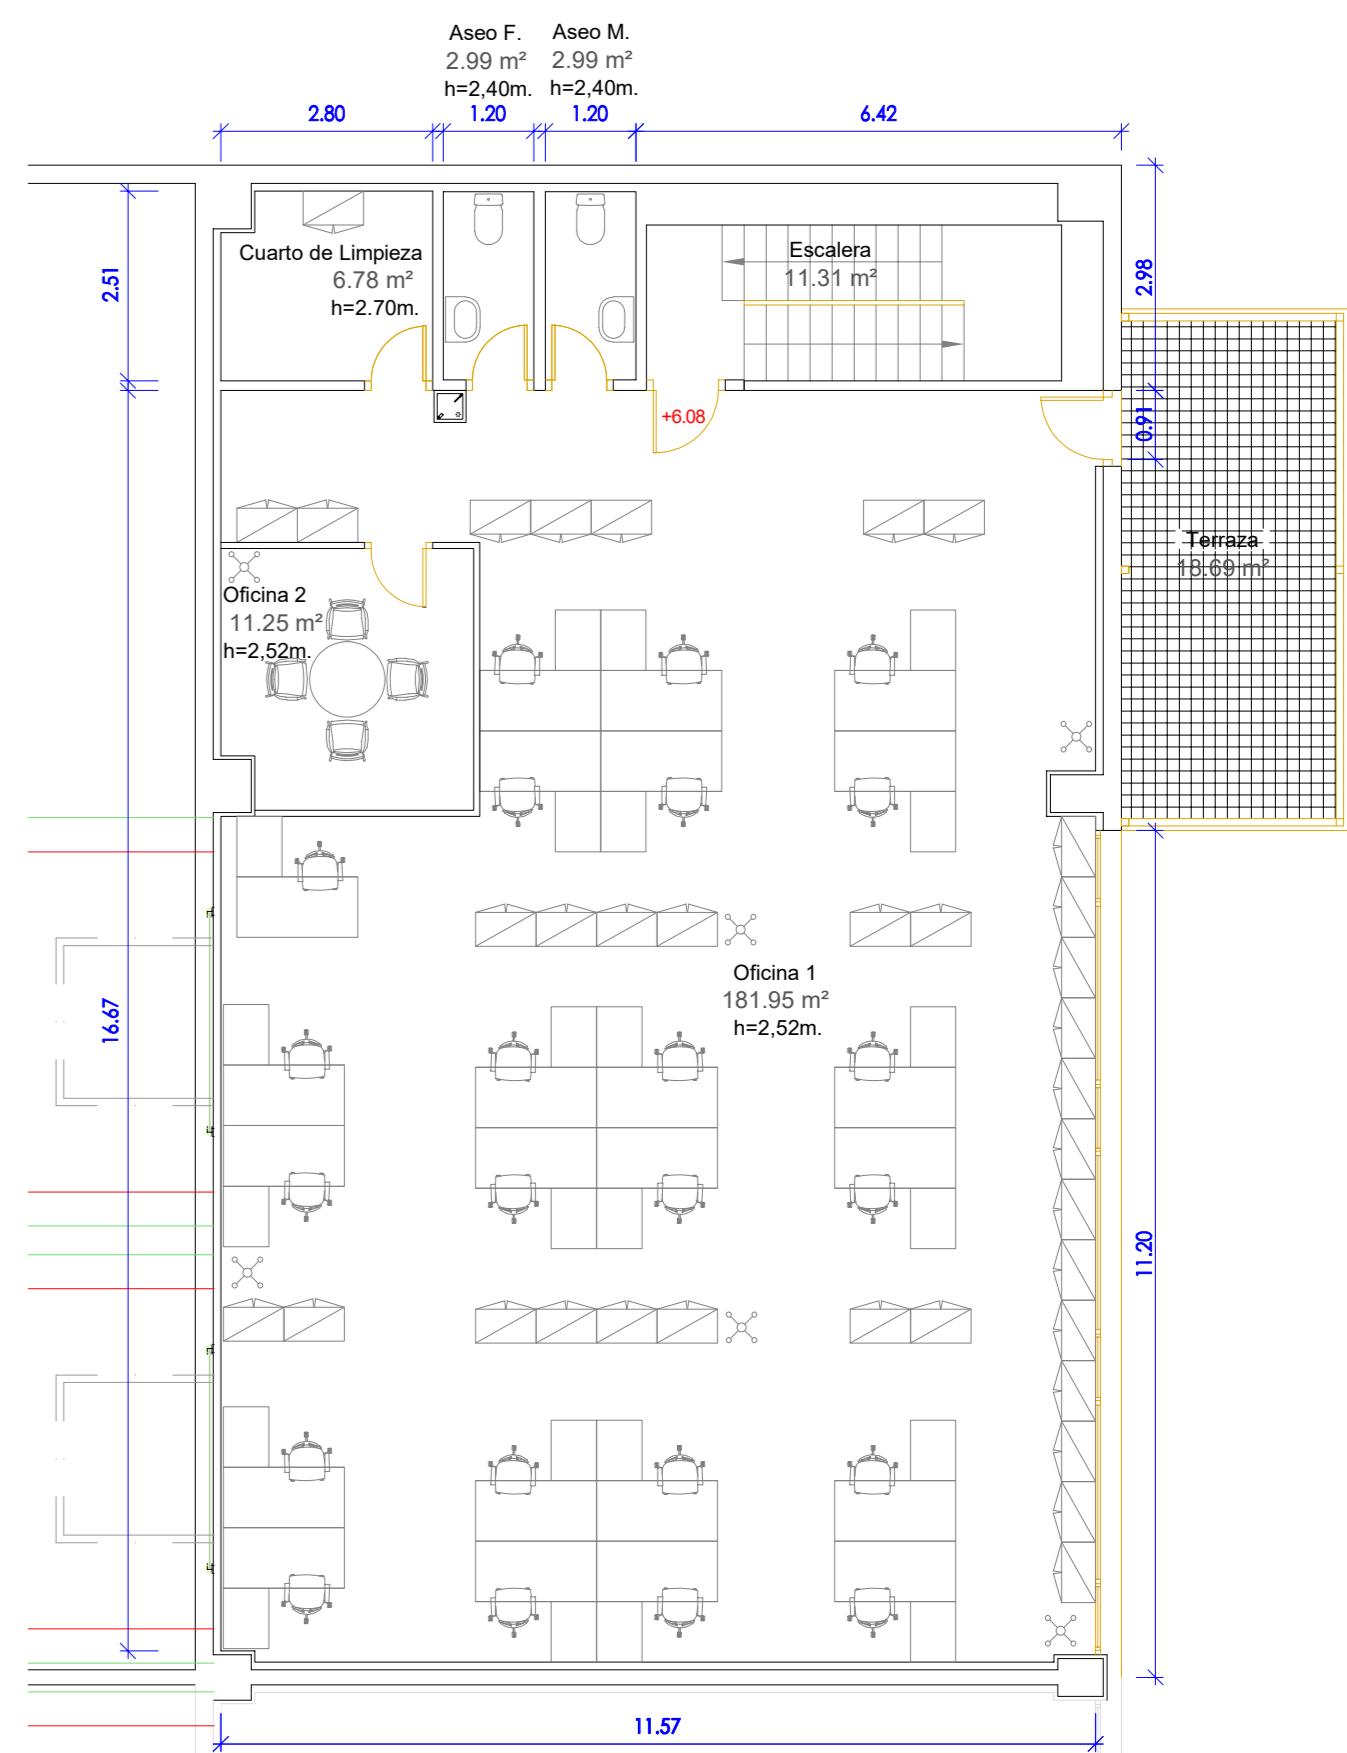 Aseo F.
2.99 m²
h=2,40m.
Aseo M.
2.99 m²
h=2,40m.
2.80
1.20
1.20
6.42
2.51
Cuarto de Limpieza
6.78 m²
h=2.70m.
Escalera
11.31 m²
2.98
+6.08
0.91
Terraza
18.69 m²
Oficina 2
11.25 m²
h=2,52m.
Oficina 1
181.95 m²
h=2,52m.
16.67
11.20
11.57